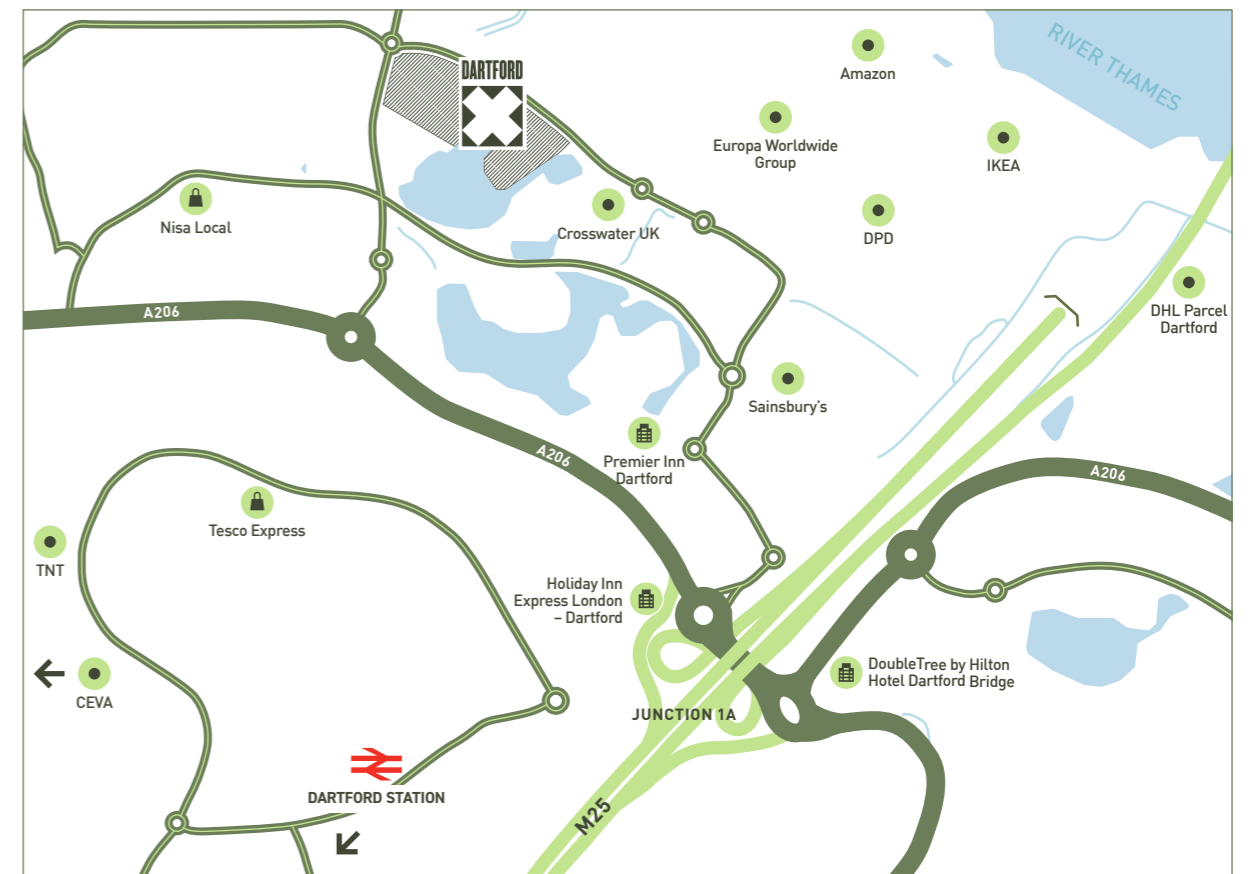 DARTFORD
RIVER THAMES
Amazon
Europa Worldwide
Group
IKEA
Nisa Local
Crosswater UK
DPD
DHL Parcel
Dartford
A206
Sainsbury's
A206
Premier Inn
Dartford
A206
Tesco Express
TNT
Holiday Inn
Express London
– Dartford
DoubleTree by Hilton
Hotel Dartford Bridge
CEVA
JUNCTION 1A
DARTFORD STATION
M25